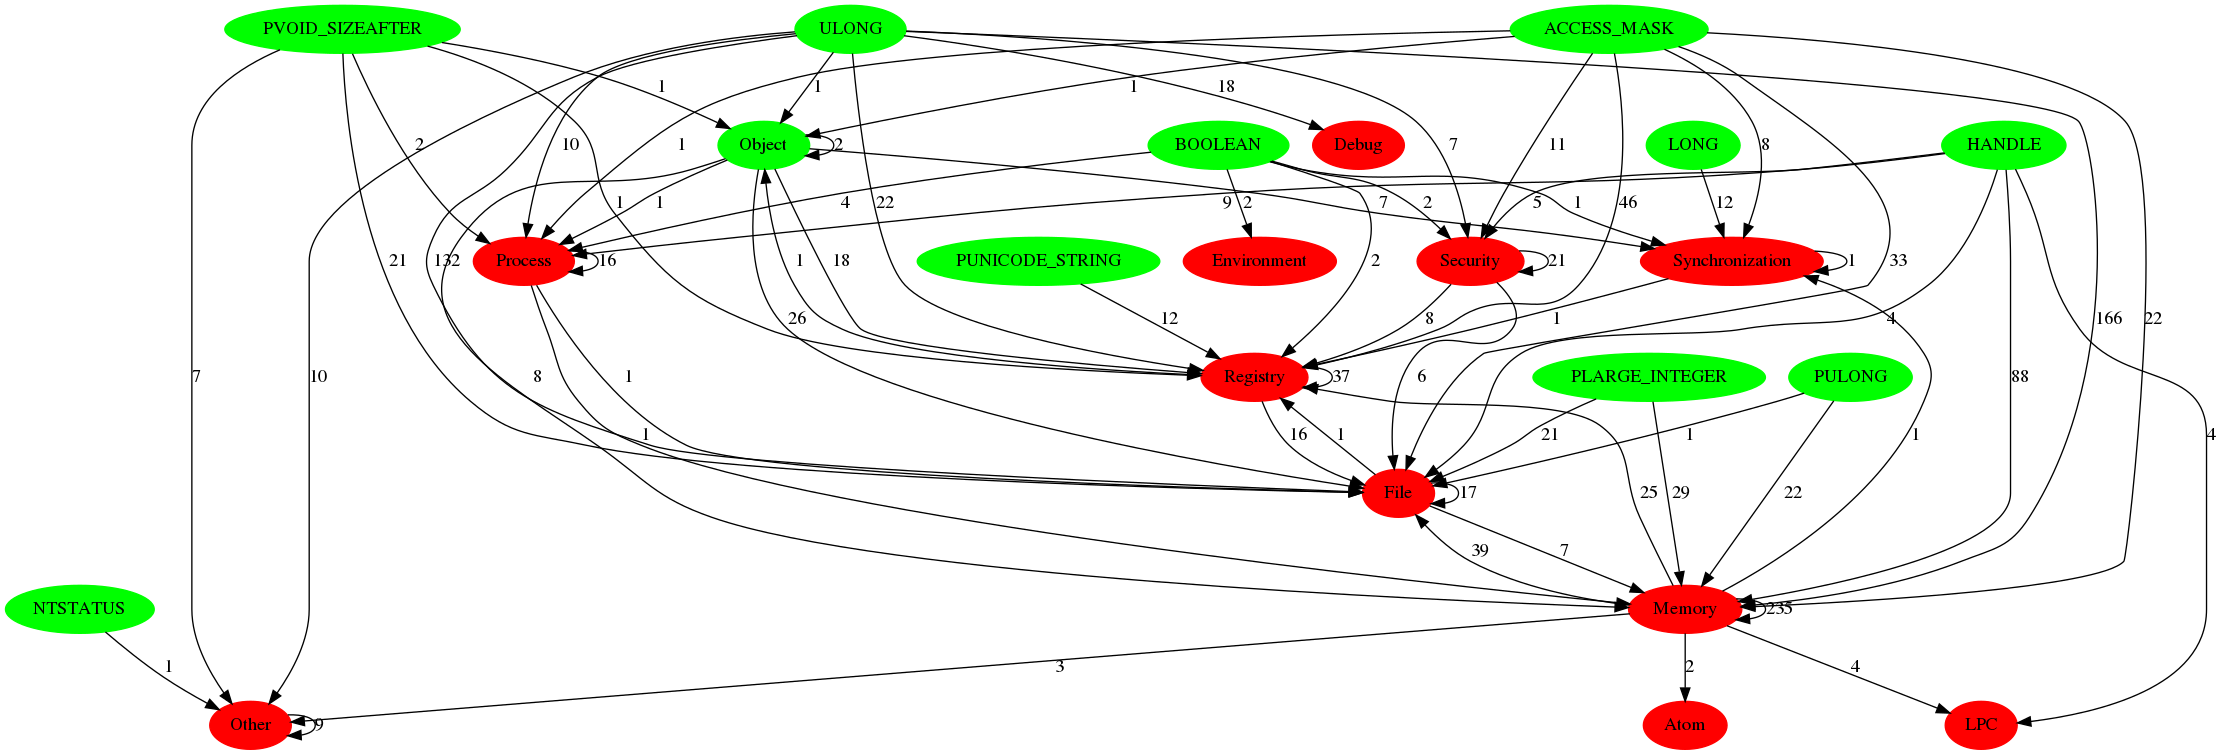 PVOID_SIZEAFTER ULONG ACCESS_MASK
1 1 1 18
2 10 1 Object 2 BOOLEAN Debug 7 11 LONG 8 HANDLE
1 1 22 4 9 2 7 2 5 1 46 12
21 132 Process 16 1 18 PUNICODE_STRING Environment 2 Security 21 Synchronization 1 33
26 12 8 1 4 166 22
7 10 8 1 Registry 37 6 PLARGE_INTEGER PULONG 88
1 16 1 21 1 1 4
File 17 25 29 22
39 7
NTSTATUS Memory 235
1 3 2 4
Other 9 Atom LPC